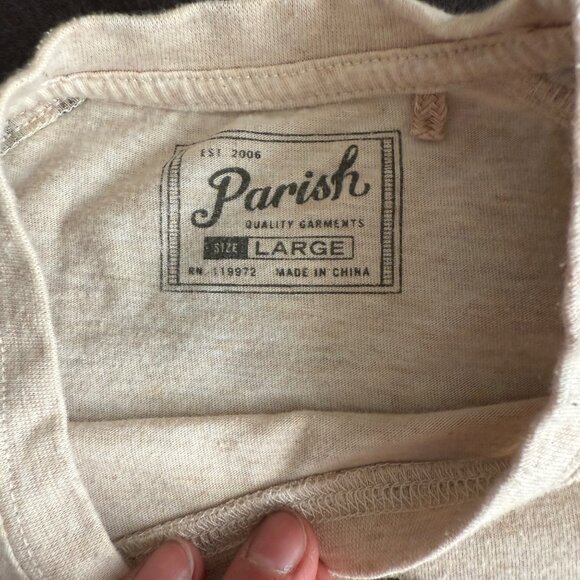 EST 2006
Parish
QUALITY GARMENTS
SIZE LARGE
RN. 119972 MADE IN CHINA